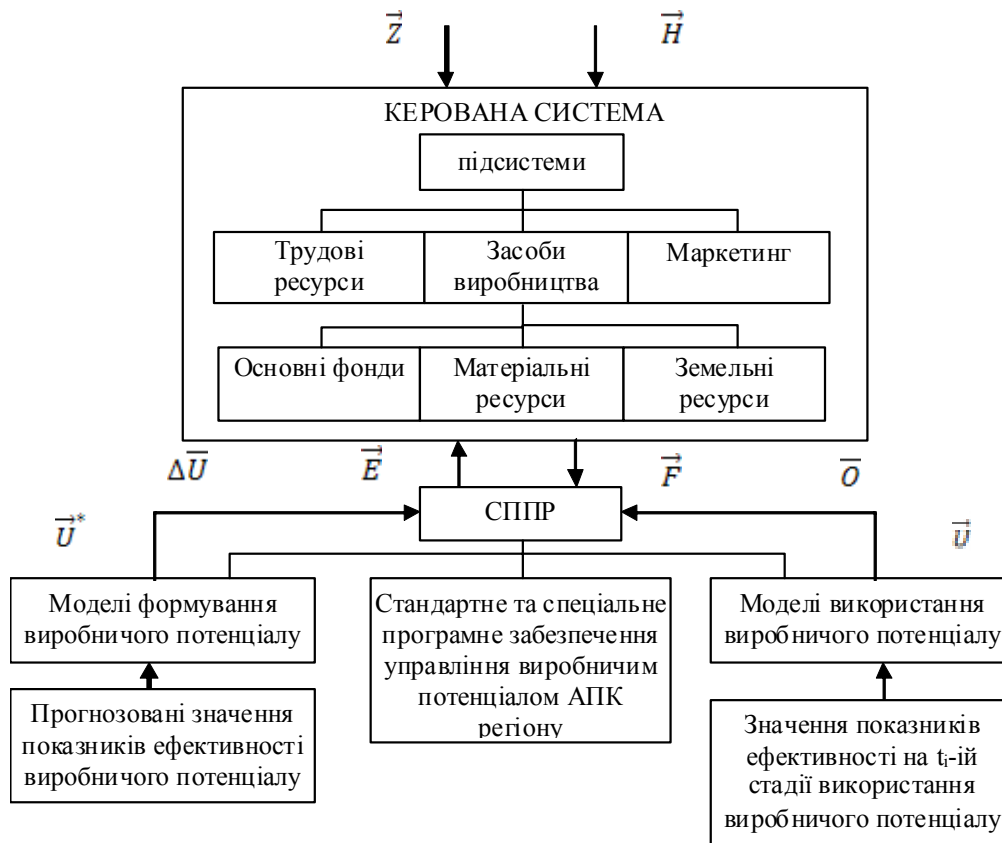 Z⃗ H⃗
КЕРОВАНА СИСТЕМА
підсистеми
Трудові
ресурси
Засоби
виробництва
Маркетинг
Основні фонди
Матеріальні
ресурси
Земельні
ресурси
ΔU̅ E⃗ F⃗ O̅
СППР
U⃗* U⃗
Моделі формування
виробничого потенціалу
Стандартне та спеціальне
програмне забезпечення
управління виробничим
потенціалом АПК
регіону
Моделі використання
виробничого потенціалу
Прогнозовані значення
показників ефективності
виробничого потенціалу
Значення показників
ефективності на tᵢ-ій
стадії використання
виробничого потенціалу